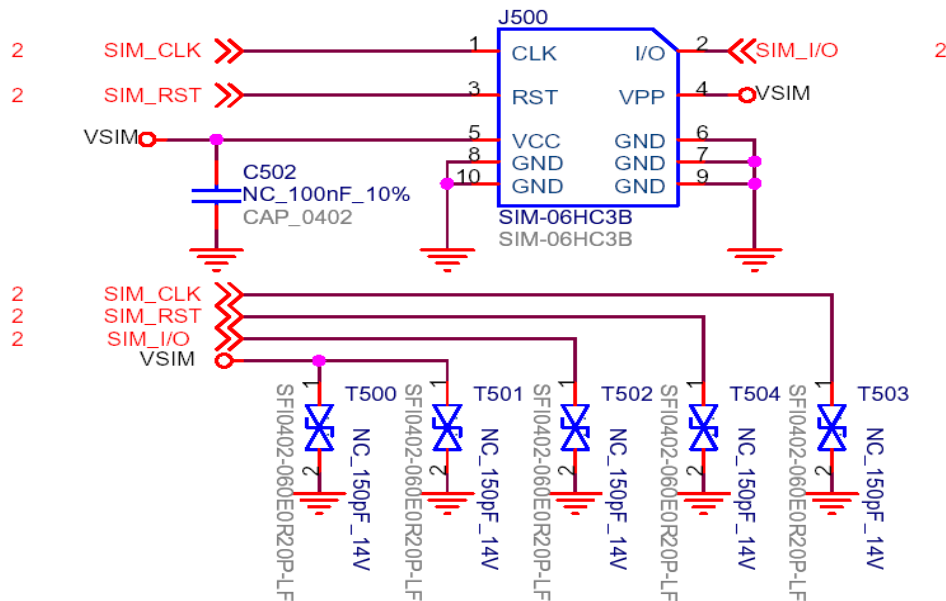 J500
2 SIM_CLK 1 CLK I/O 2 SIM_I/O 2
2 SIM_RST 3 RST VPP 4 VSIM
VSIM 5 VCC GND 6
8 GND GND 7
10 GND GND 9
C502
NC_100nF_10%
CAP_0402
SIM-06HC3B
SIM-06HC3B
2 SIM_CLK
2 SIM_RST
2 SIM_I/O
VSIM
1 T500 1 T501 1 T502 1 T504 1 T503
SFI0402-060E0R20P-LF
NC_150pF_14V
SFI0402-060E0R20P-LF
NC_150pF_14V
SFI0402-060E0R20P-LF
NC_150pF_14V
SFI0402-060E0R20P-LF
NC_150pF_14V
SFI0402-060E0R20P-LF
NC_150pF_14V
2 2 2 2 2